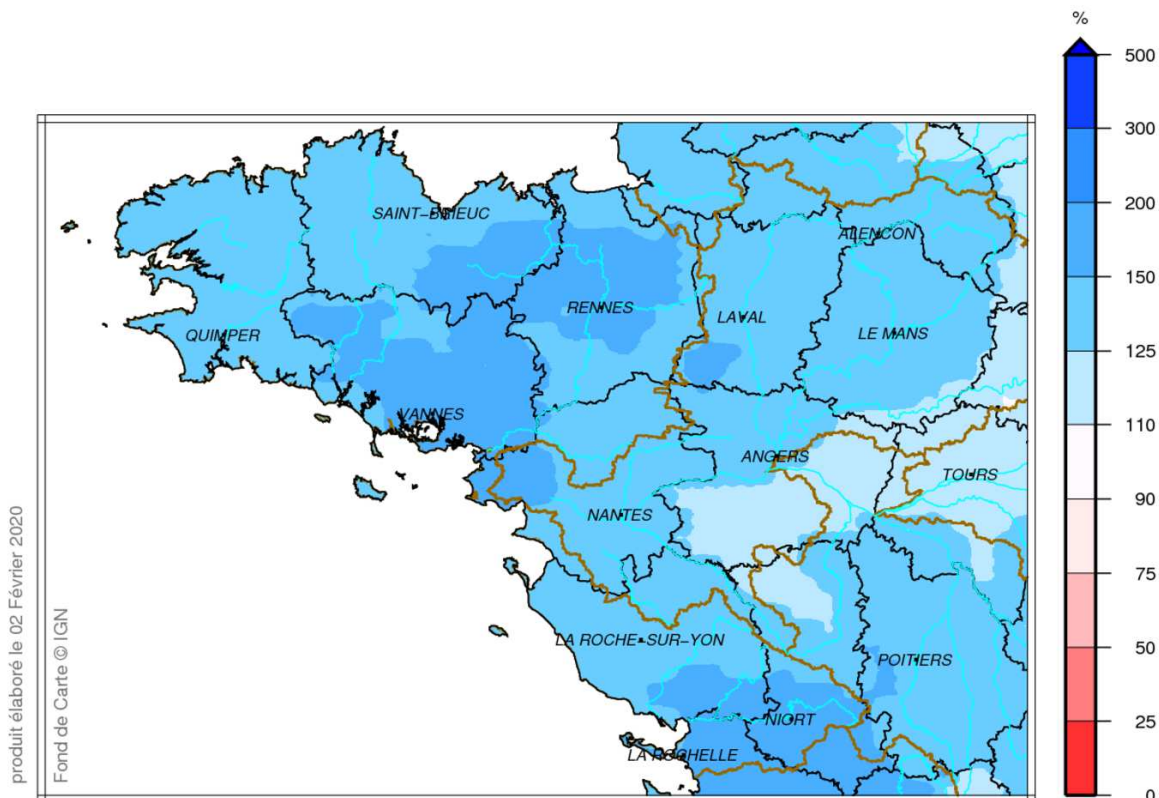 %
500
300
200
150
125
110
90
75
50
25
0
SAINT-BRIEUC
ALENCON
RENNES
LAVAL
QUIMPER
LE MANS
VANNES
ANGERS
TOURS
NANTES
LA ROCHE-SUR-YON
POITIERS
NIORT
LA ROCHELLE
produit élaboré le 02 Février 2020
Fond de Carte © IGN